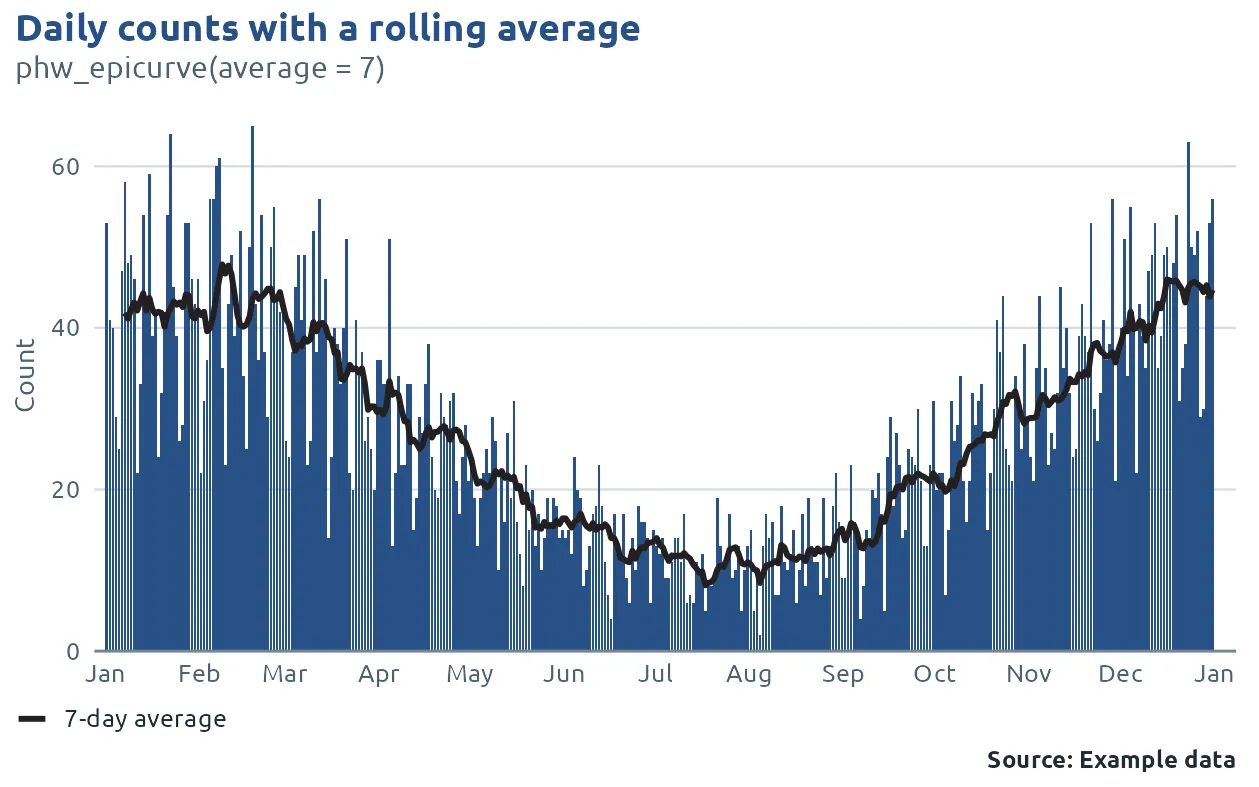 Daily counts with a rolling average
phw_epicurve(average = 7)
Count
60
40
20
0
Jan Feb Mar Apr May Jun Jul Aug Sep Oct Nov Dec Jan
7-day average
Source: Example data